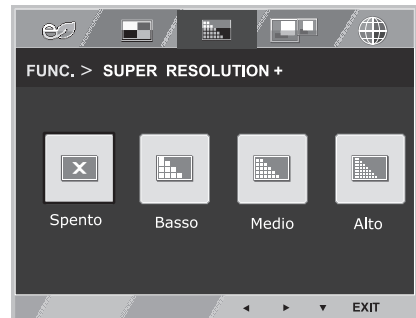 FUNC. > SUPER RESOLUTION +
Spento Basso Medio Alto
EXIT